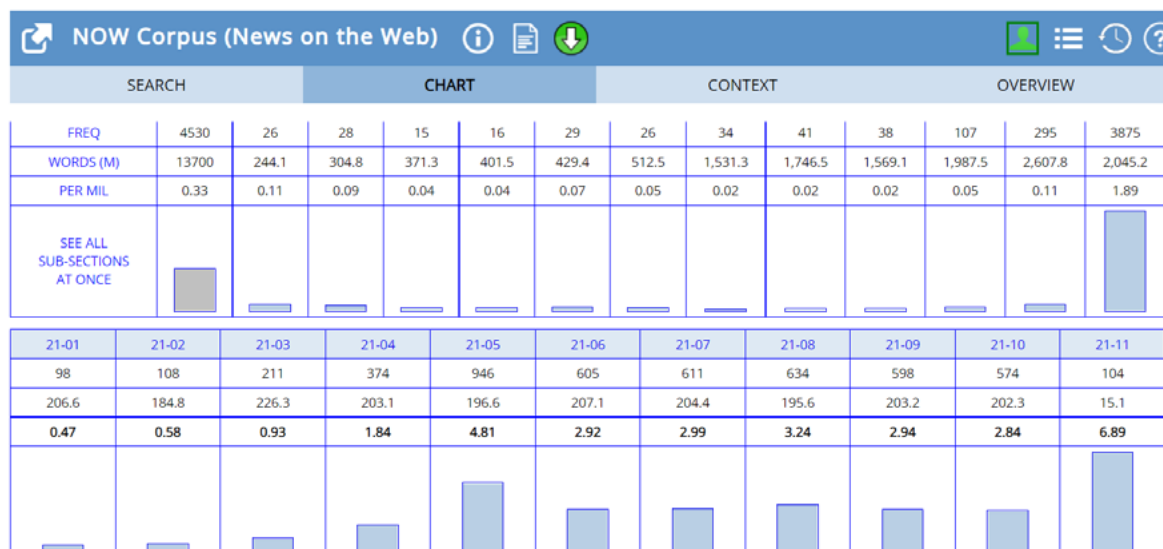 NOW Corpus (News on the Web)
SEARCH CHART CONTEXT OVERVIEW
FREQ 4530 26 28 15 16 29 26 34 41 38 107 295 3875
WORDS (M) 13700 244.1 304.8 371.3 401.5 429.4 512.5 1,531.3 1,746.5 1,569.1 1,987.5 2,607.8 2,045.2
PER MIL 0.33 0.11 0.09 0.04 0.04 0.07 0.05 0.02 0.02 0.02 0.05 0.11 1.89
SEE ALL
SUB-SECTIONS
AT ONCE
21-01 21-02 21-03 21-04 21-05 21-06 21-07 21-08 21-09 21-10 21-11
98 108 211 374 946 605 611 634 598 574 104
206.6 184.8 226.3 203.1 196.6 207.1 204.4 195.6 203.2 202.3 15.1
0.47 0.58 0.93 1.84 4.81 2.92 2.99 3.24 2.94 2.84 6.89